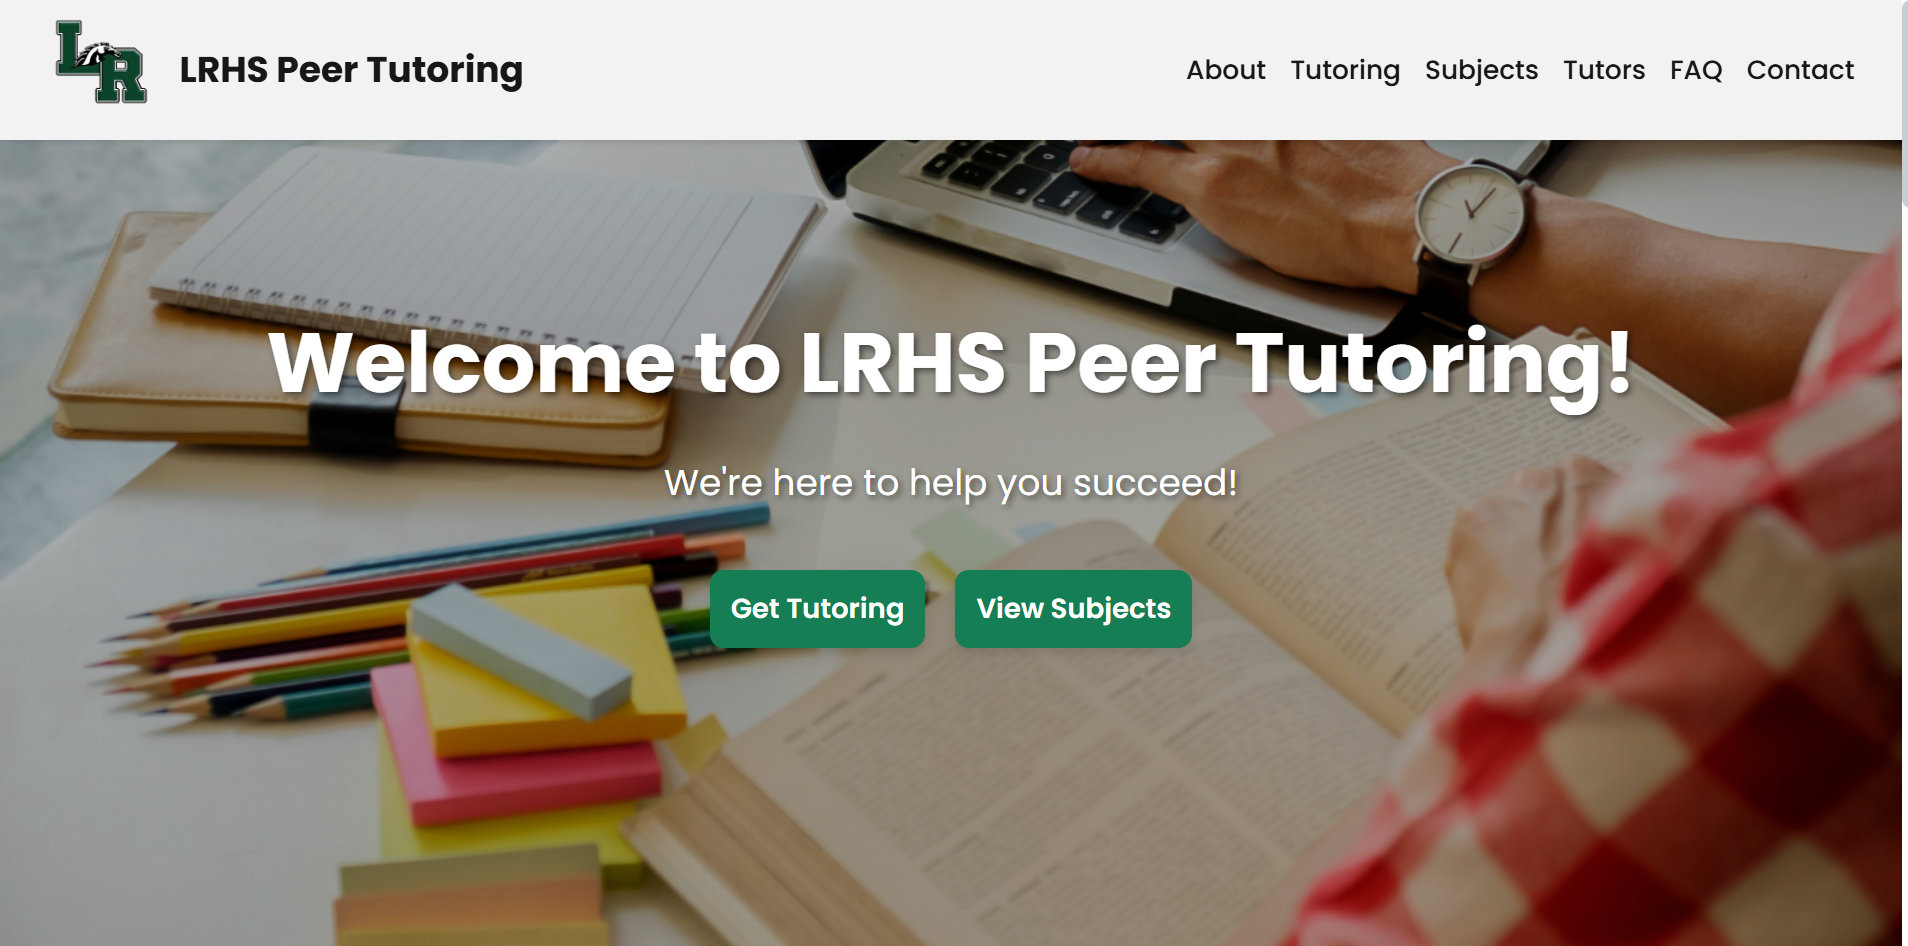 LR
LRHS Peer Tutoring
About Tutoring Subjects Tutors FAQ Contact
Welcome to LRHS Peer Tutoring!
We're here to help you succeed!
Get Tutoring View Subjects